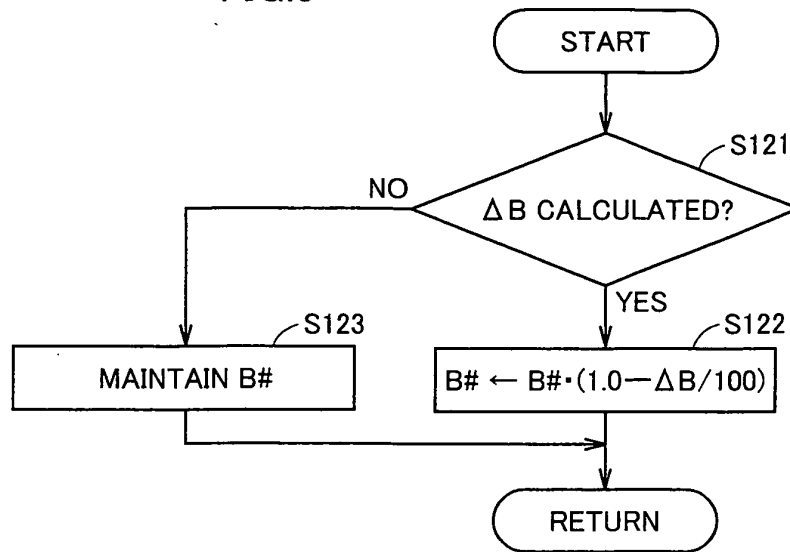 START
S121
NO
ΔB CALCULATED?
YES
S123
S122
MAINTAIN B#
B# ← B#·(1.0—ΔB/100)
RETURN